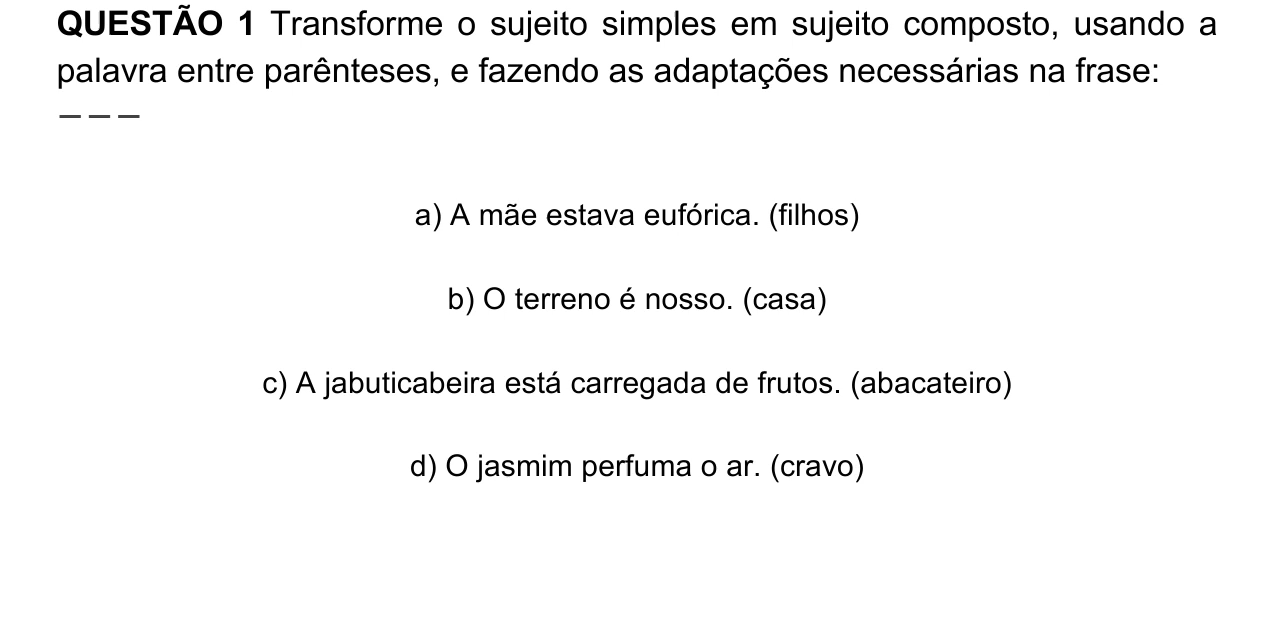 QUESTÃO 1 Transforme o sujeito simples em sujeito composto, usando a
palavra entre parênteses, e fazendo as adaptações necessárias na frase:
– – –
a) A mãe estava eufórica. (filhos)
b) O terreno é nosso. (casa)
c) A jabuticabeira está carregada de frutos. (abacateiro)
d) O jasmim perfuma o ar. (cravo)